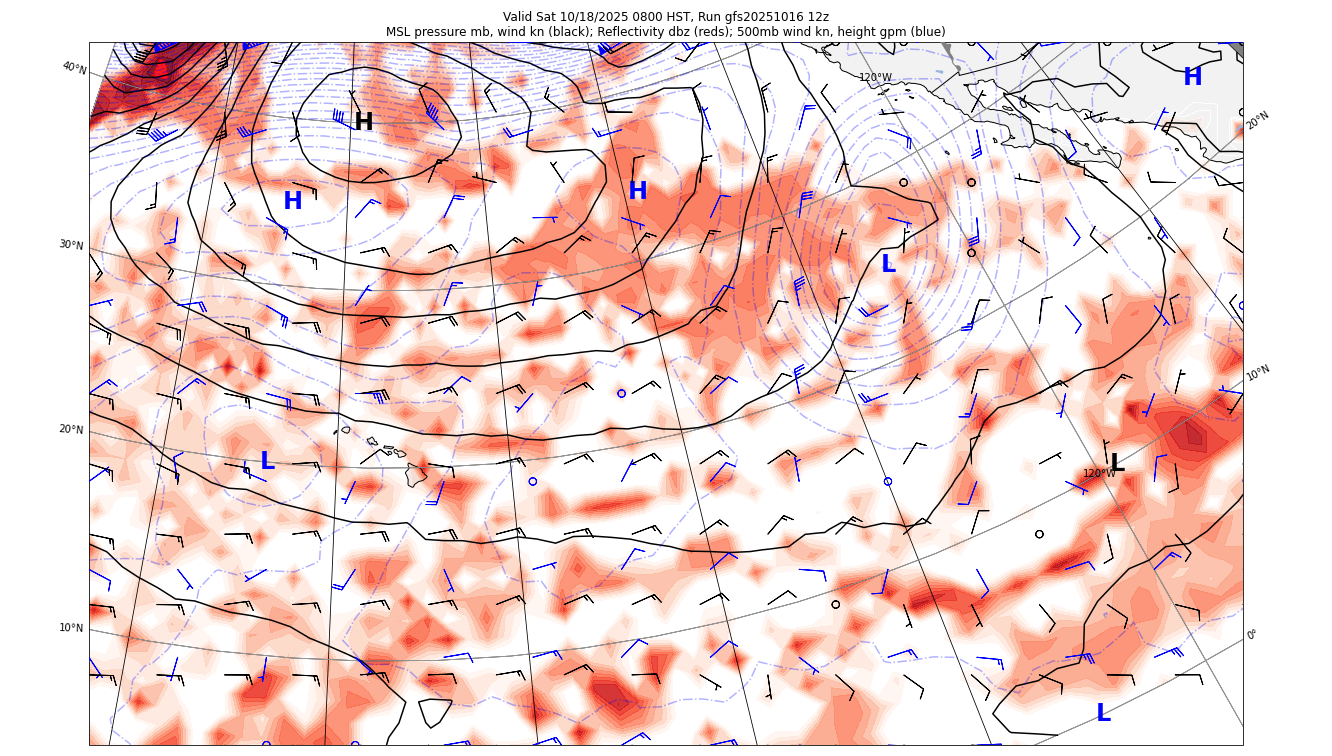 Valid Sat 10/18/2025 0800 HST, Run gfs20251016 12z
MSL pressure mb, wind kn (black); Reflectivity dbz (reds); 500mb wind kn, height gpm (blue)
40°N
120°W
H
H
20°N
H
H
30°N
L
10°N
20°N
L
L
120°W
10°N
0°
L